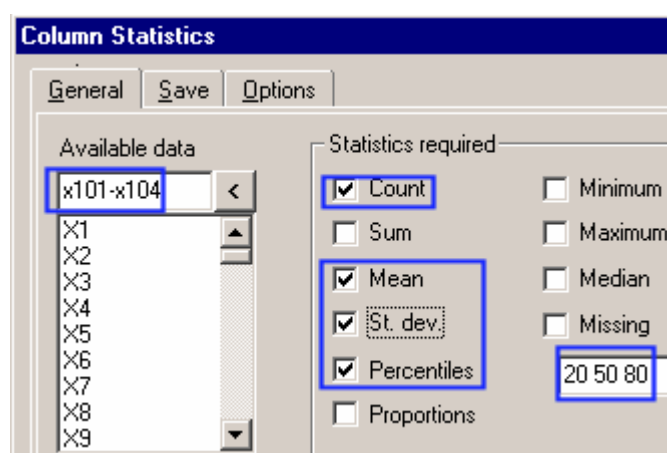 Column Statistics
General Save Options
Available data
x101-x104 <
X1
X2
X3
X4
X5
X6
X7
X8
X9
Statistics required
Count Minimum
Sum Maximum
Mean Median
St. dev. Missing
Percentiles 20 50 80
Proportions